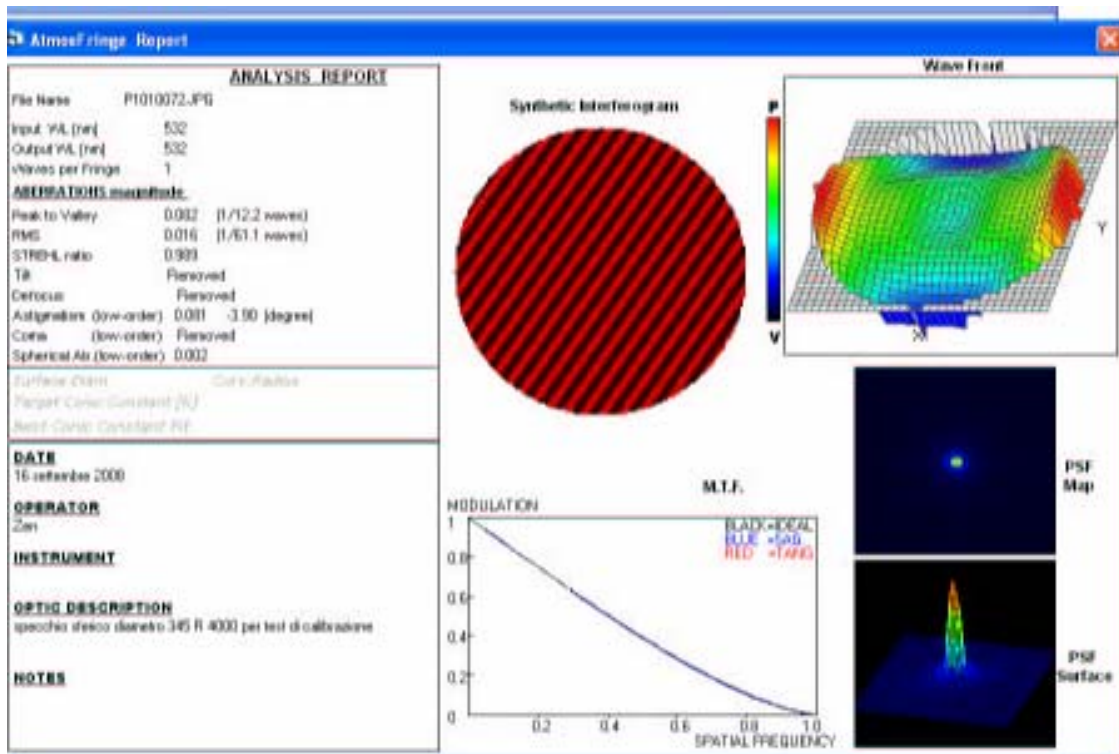 AtmosFringe Report
ANALYSIS REPORT
File Name P1010072.JPG
Input WL (nm) 532
Output WL (nm) 532
Waves per Fringe 1
ABERRATIONS magnitude
Peak to Valley 0.082 (1/12.2 waves)
RMS 0.016 (1/61.1 waves)
STREHL ratio 0.989
Tilt Removed
Defocus Removed
Astigmatism (low-order) 0.081 -3.90 (degree)
Coma (low-order) Removed
Spherical Ab.(low-order) 0.002
Surface Diam Curv.Radius
Target Conic Constant (K)
Best Conic Constant Fit
DATE
16 settembre 2008
OPERATOR
Zen
INSTRUMENT
OPTIC DESCRIPTION
specchio sferico diametro 345 R 4000 per test di calibrazione
NOTES
Synthetic Interferogram
Wave Front
P
V
Y
X
M.T.F.
MODULATION
BLACK=IDEAL
BLUE =SAG
RED =TANG
1
0.8
0.6
0.4
0.2
0
0.2 0.4 0.6 0.8 1.0
SPATIAL FREQUENCY
PSF
Map
PSF
Surface